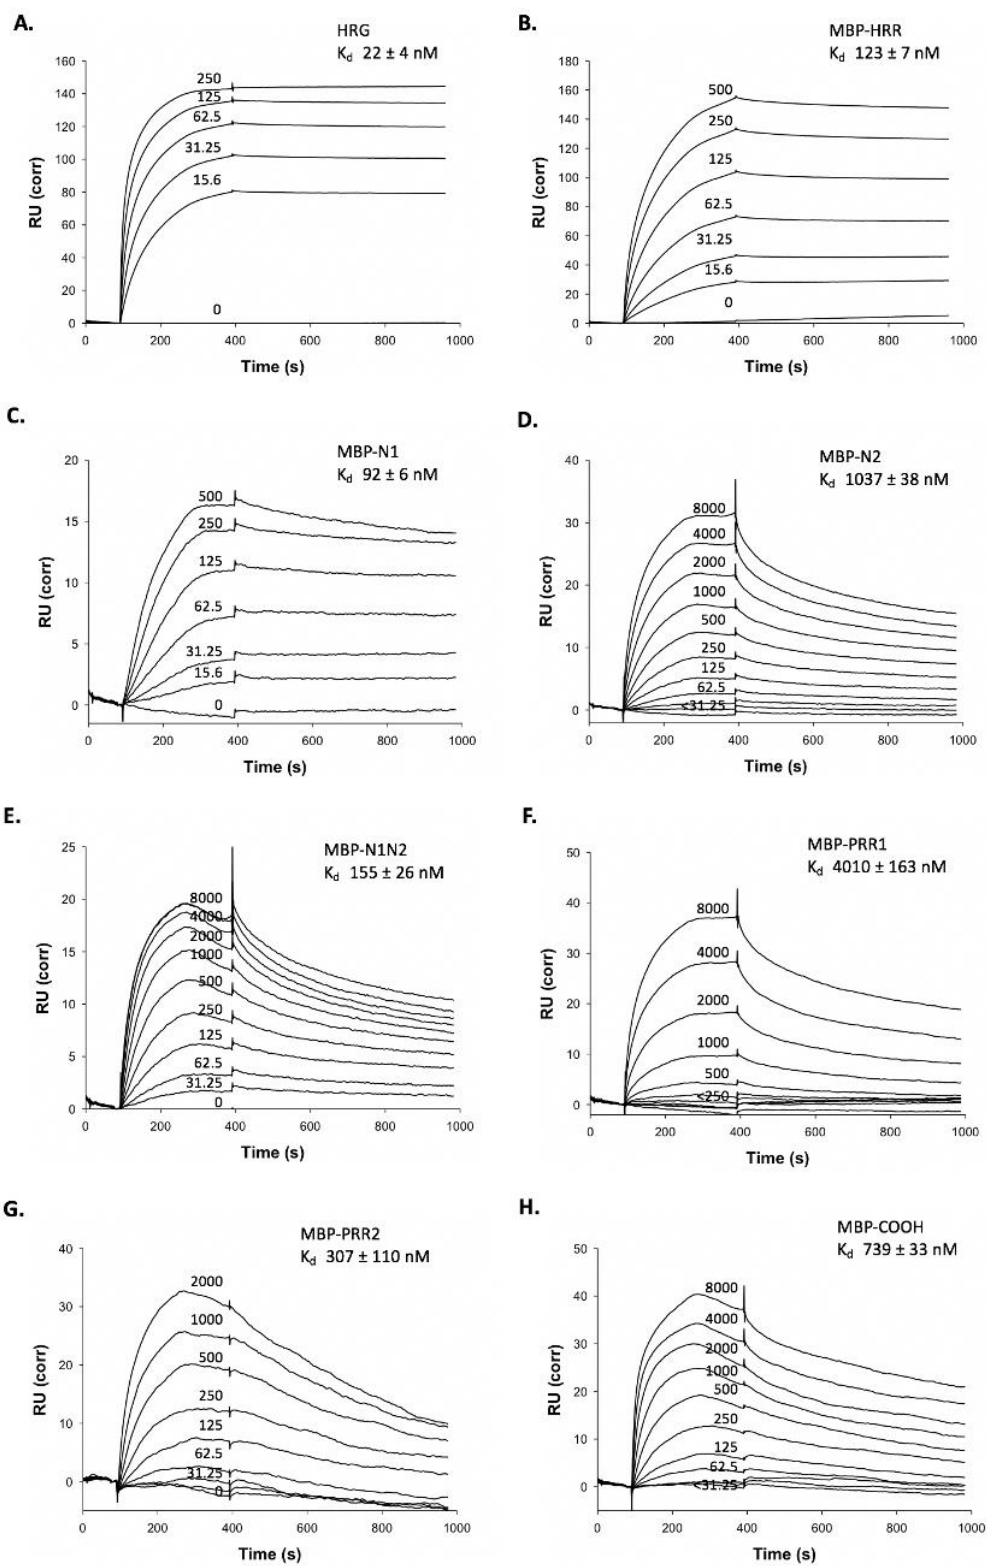 A.
HRG
Kd 22 ± 4 nM
160
140
120
100
80
60
40
20
0
RU (corr)
250
125
62.5
31.25
15.6
0
0 200 400 600 800 1000
Time (s)
B.
MBP-HRR
Kd 123 ± 7 nM
180
160
140
120
100
80
60
40
20
0
RU (corr)
500
250
125
62.5
31.25
15.6
0
0 200 400 600 800 1000
Time (s)
C.
MBP-N1
Kd 92 ± 6 nM
20
15
10
5
0
RU (corr)
500
250
125
62.5
31.25
15.6
0
0 200 400 600 800 1000
Time (s)
D.
MBP-N2
Kd 1037 ± 38 nM
40
30
20
10
0
RU (corr)
8000
4000
2000
1000
500
250
125
62.5
<31.25
0 200 400 600 800 1000
Time (s)
E.
MBP-N1N2
Kd 155 ± 26 nM
25
20
15
10
5
0
RU (corr)
8000
4000
2000
1000
500
250
125
62.5
31.25
0
0 200 400 600 800 1000
Time (s)
F.
MBP-PRR1
Kd 4010 ± 163 nM
50
40
30
20
10
0
RU (corr)
8000
4000
2000
1000
500
<250
0 200 400 600 800 1000
Time (s)
G.
MBP-PRR2
Kd 307 ± 110 nM
40
30
20
10
0
RU (corr)
2000
1000
500
250
125
62.5
31.25
0
0 200 400 600 800 1000
Time (s)
H.
MBP-COOH
Kd 739 ± 33 nM
50
40
30
20
10
0
RU (corr)
8000
4000
2000
1000
500
250
125
62.5
<31.25
0 200 400 600 800 1000
Time (s)